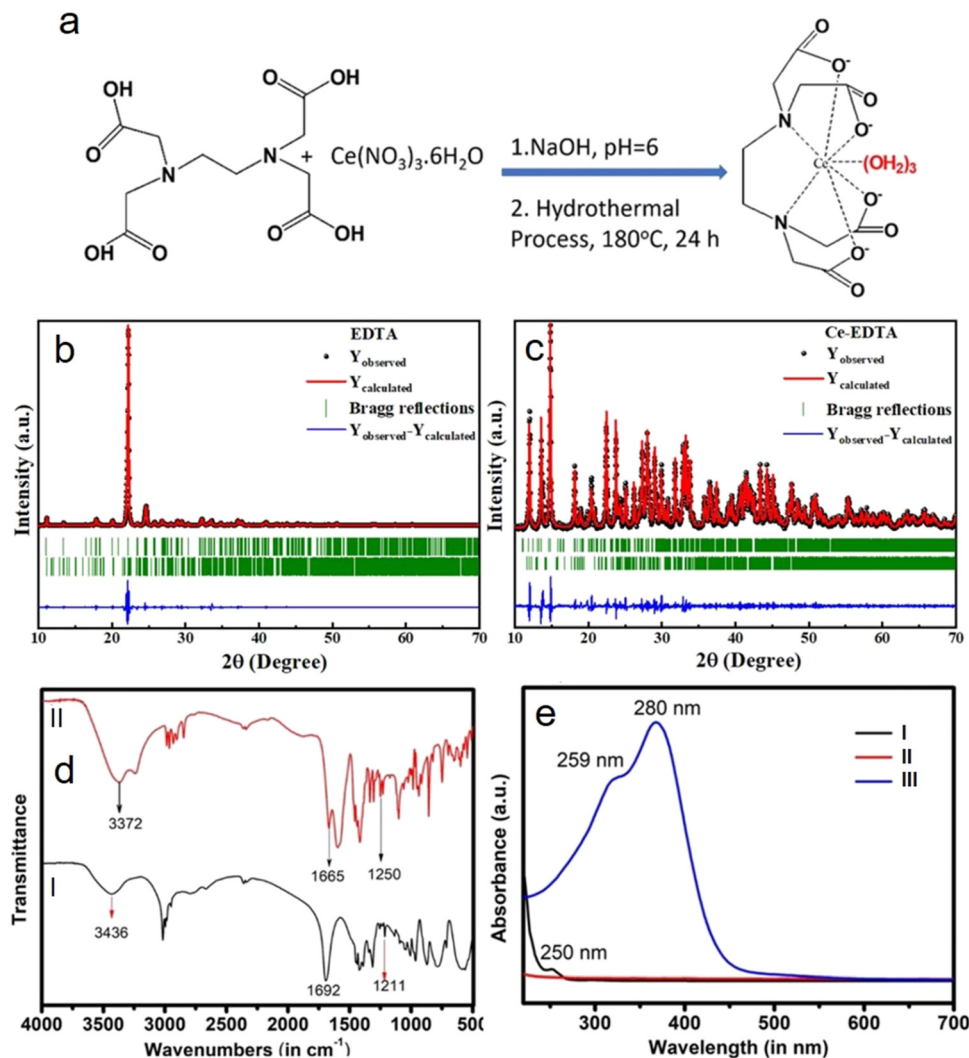 a
OH
O
OH
O
N
N
+ Ce(NO₃)₃.6H₂O
OH
O
O
OH
1.NaOH, pH=6
2. Hydrothermal
Process, 180°C, 24 h
O
O⁻
O
O⁻
N
Ce
(OH₂)₃
O⁻
N
O
O⁻
O
b
EDTA
Yobserved
Ycalculated
Bragg reflections
Yobserved-Ycalculated
Intensity (a.u.)
10 20 30 40 50 60 70
2θ (Degree)
c
Ce-EDTA
Yobserved
Ycalculated
Bragg reflections
Yobserved-Ycalculated
Intensity (a.u.)
10 20 30 40 50 60 70
2θ (Degree)
II
d
3372
1665
1250
I
3436
1692
1211
Transmittance
4000 3500 3000 2500 2000 1500 1000 500
Wavenumbers (in cm⁻¹)
e
280 nm
259 nm
250 nm
I
II
III
Absorbance (a.u.)
300 400 500 600 700
Wavelength (in nm)